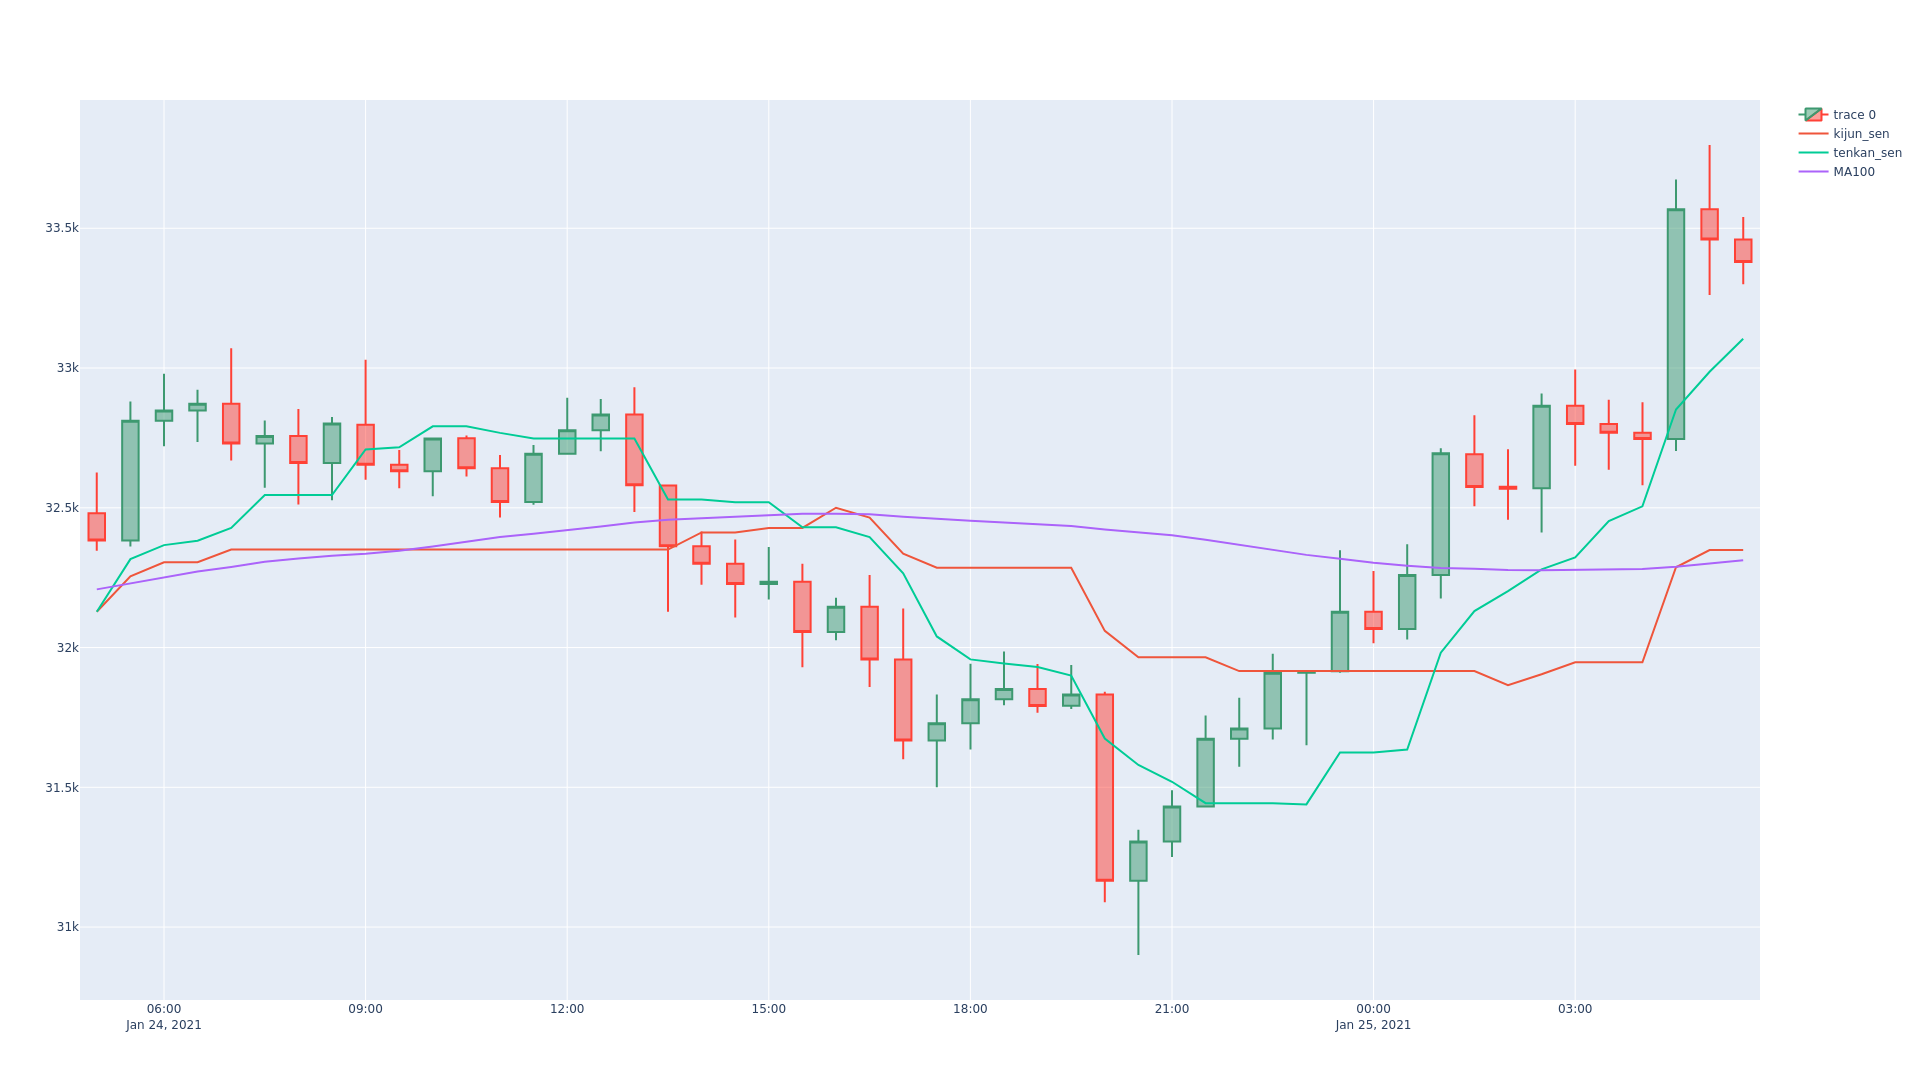 trace 0
kijun_sen
tenkan_sen
MA100
33.5k
33k
32.5k
32k
31.5k
31k
06:00 09:00 12:00 15:00 18:00 21:00 00:00 03:00
Jan 24, 2021 Jan 25, 2021